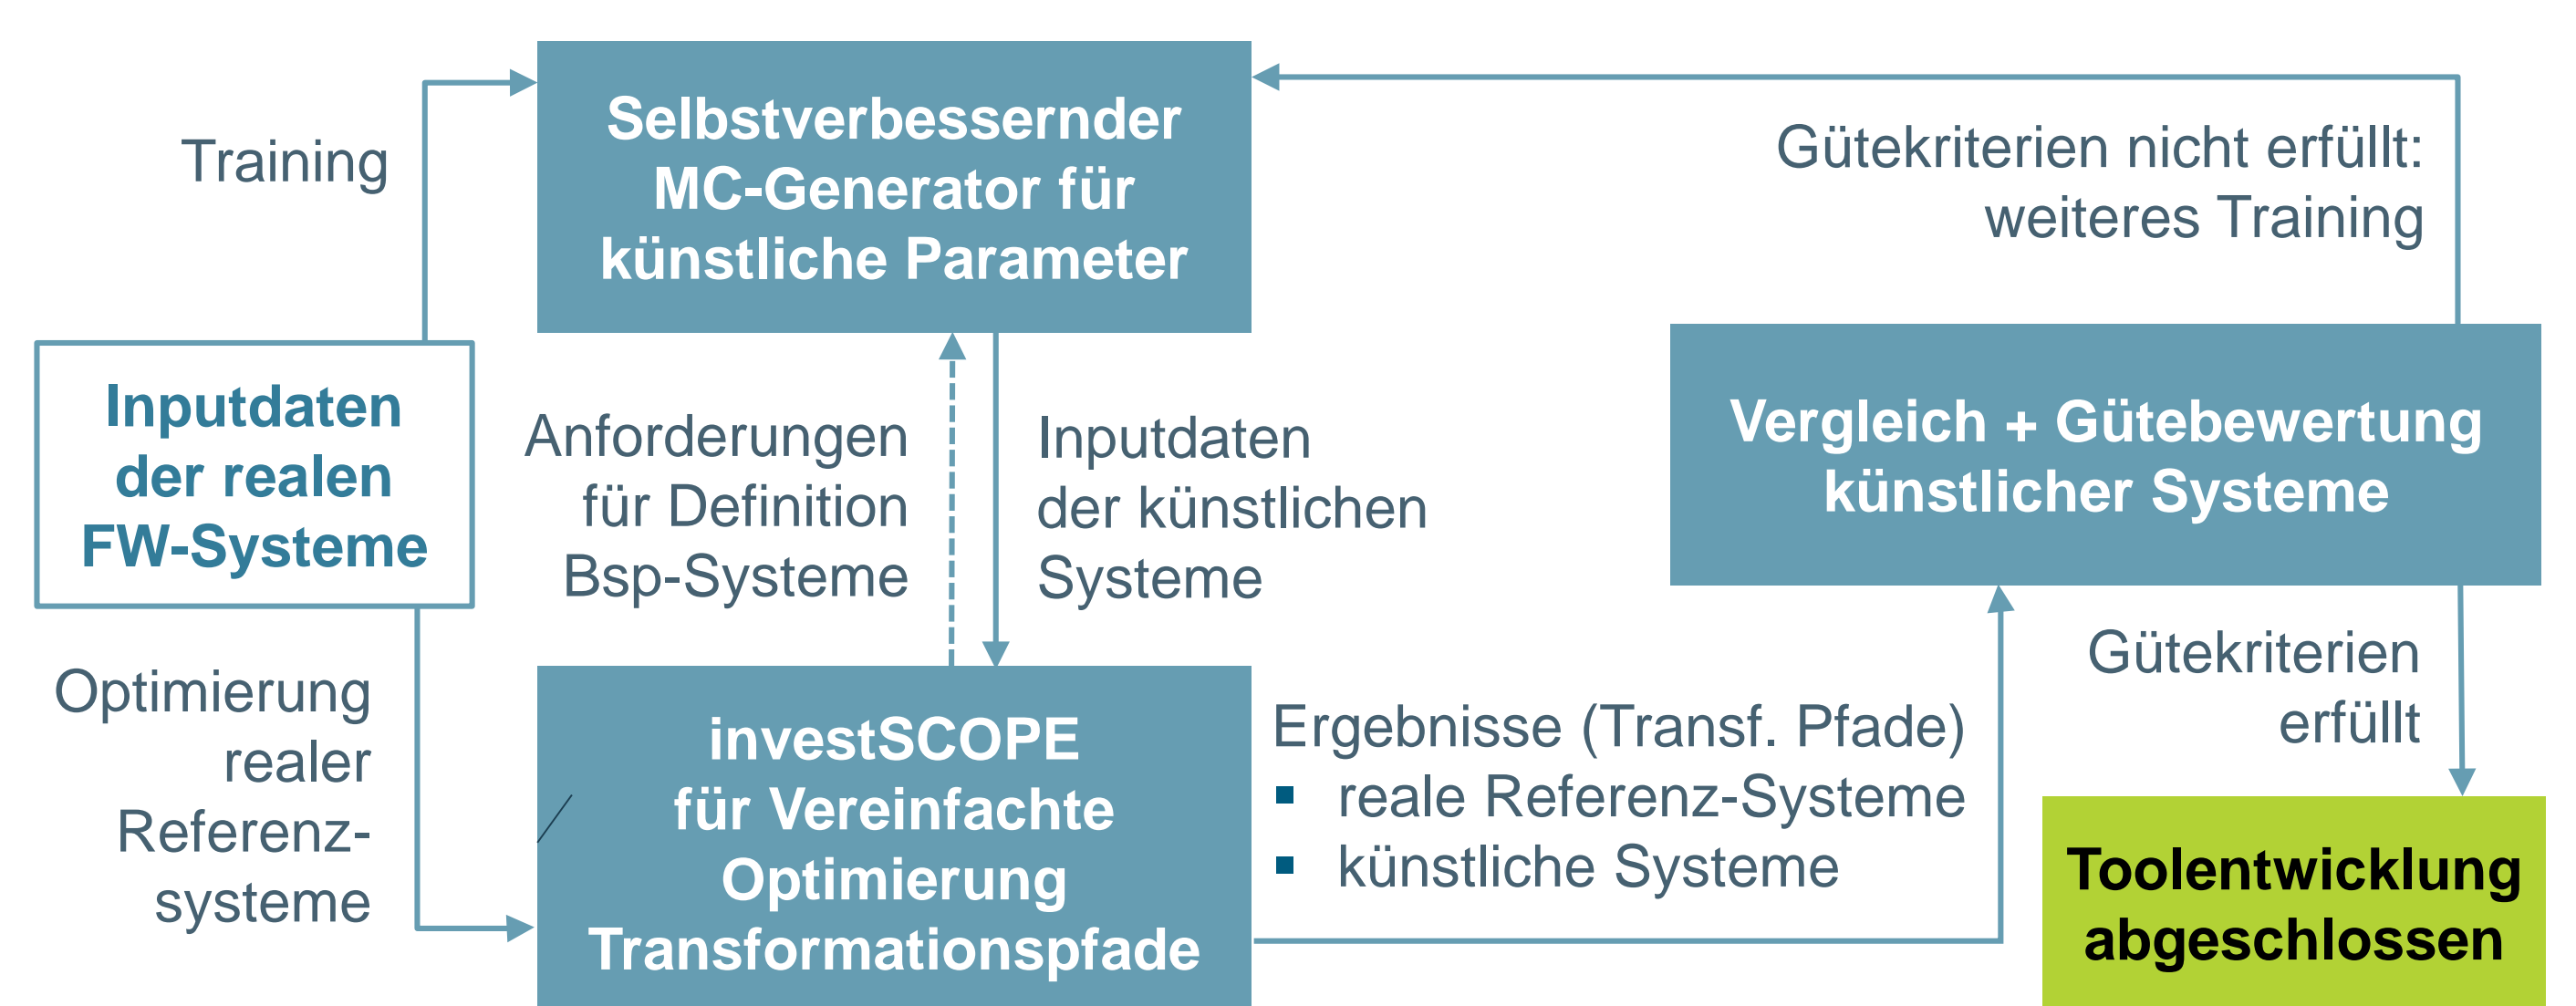 Training
Selbstverbessernder
MC-Generator für
künstliche Parameter
Gütekriterien nicht erfüllt:
weiteres Training
Inputdaten
der realen
FW-Systeme
Anforderungen
für Definition
Bsp-Systeme
Inputdaten
der künstlichen
Systeme
Vergleich + Gütebewertung
künstlicher Systeme
Optimierung
realer
Referenz-
systeme
investSCOPE
für Vereinfachte
Optimierung
Transformationspfade
Ergebnisse (Transf. Pfade)
▪ reale Referenz-Systeme
▪ künstliche Systeme
Gütekriterien
erfüllt
Toolentwicklung
abgeschlossen